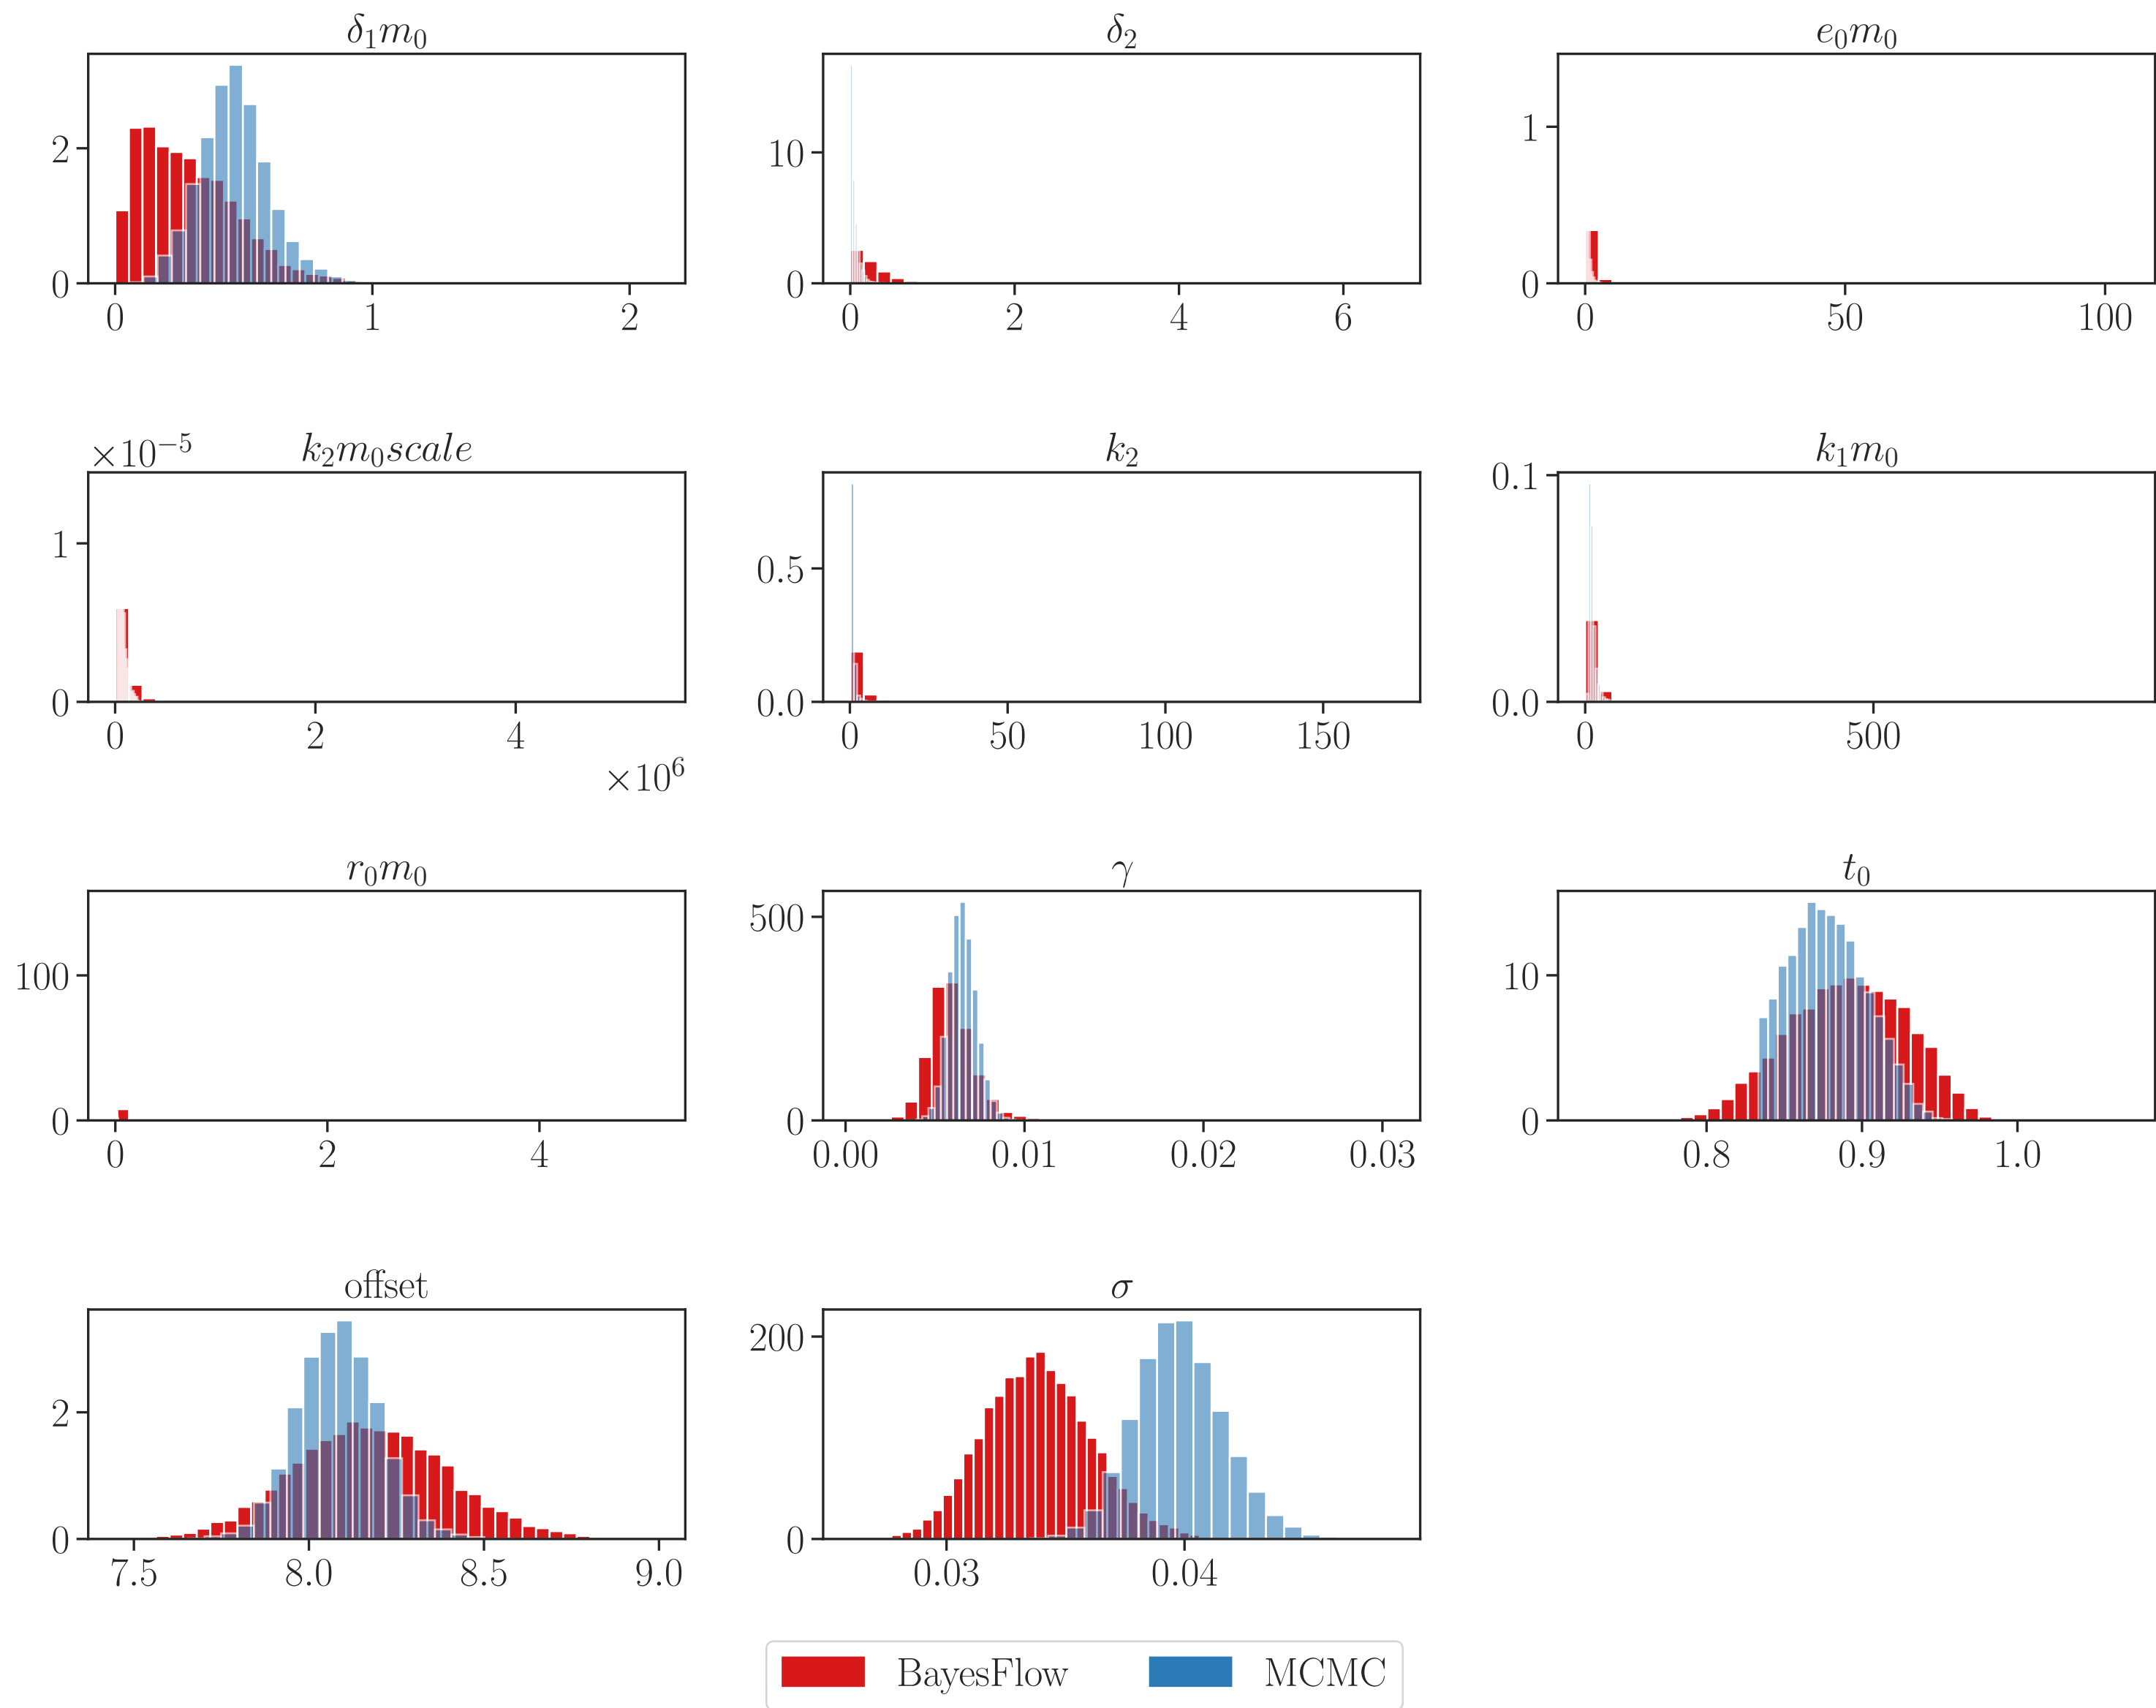 δ₁m₀ δ₂ e₀m₀
2 10 1
0 0 0
0 1 2 0 2 4 6 0 50 100
×10⁻⁵ k₂m₀scale k₂ k₁m₀
0.1
1 0.5
0 0.0 0.0
0 2 4 0 50 100 150 0 500
×10⁶
r₀m₀ γ t₀
500
100 10
0 0 0
0 2 4 0.00 0.01 0.02 0.03 0.8 0.9 1.0
offset σ
200
2
0 0
7.5 8.0 8.5 9.0 0.03 0.04
BayesFlow MCMC